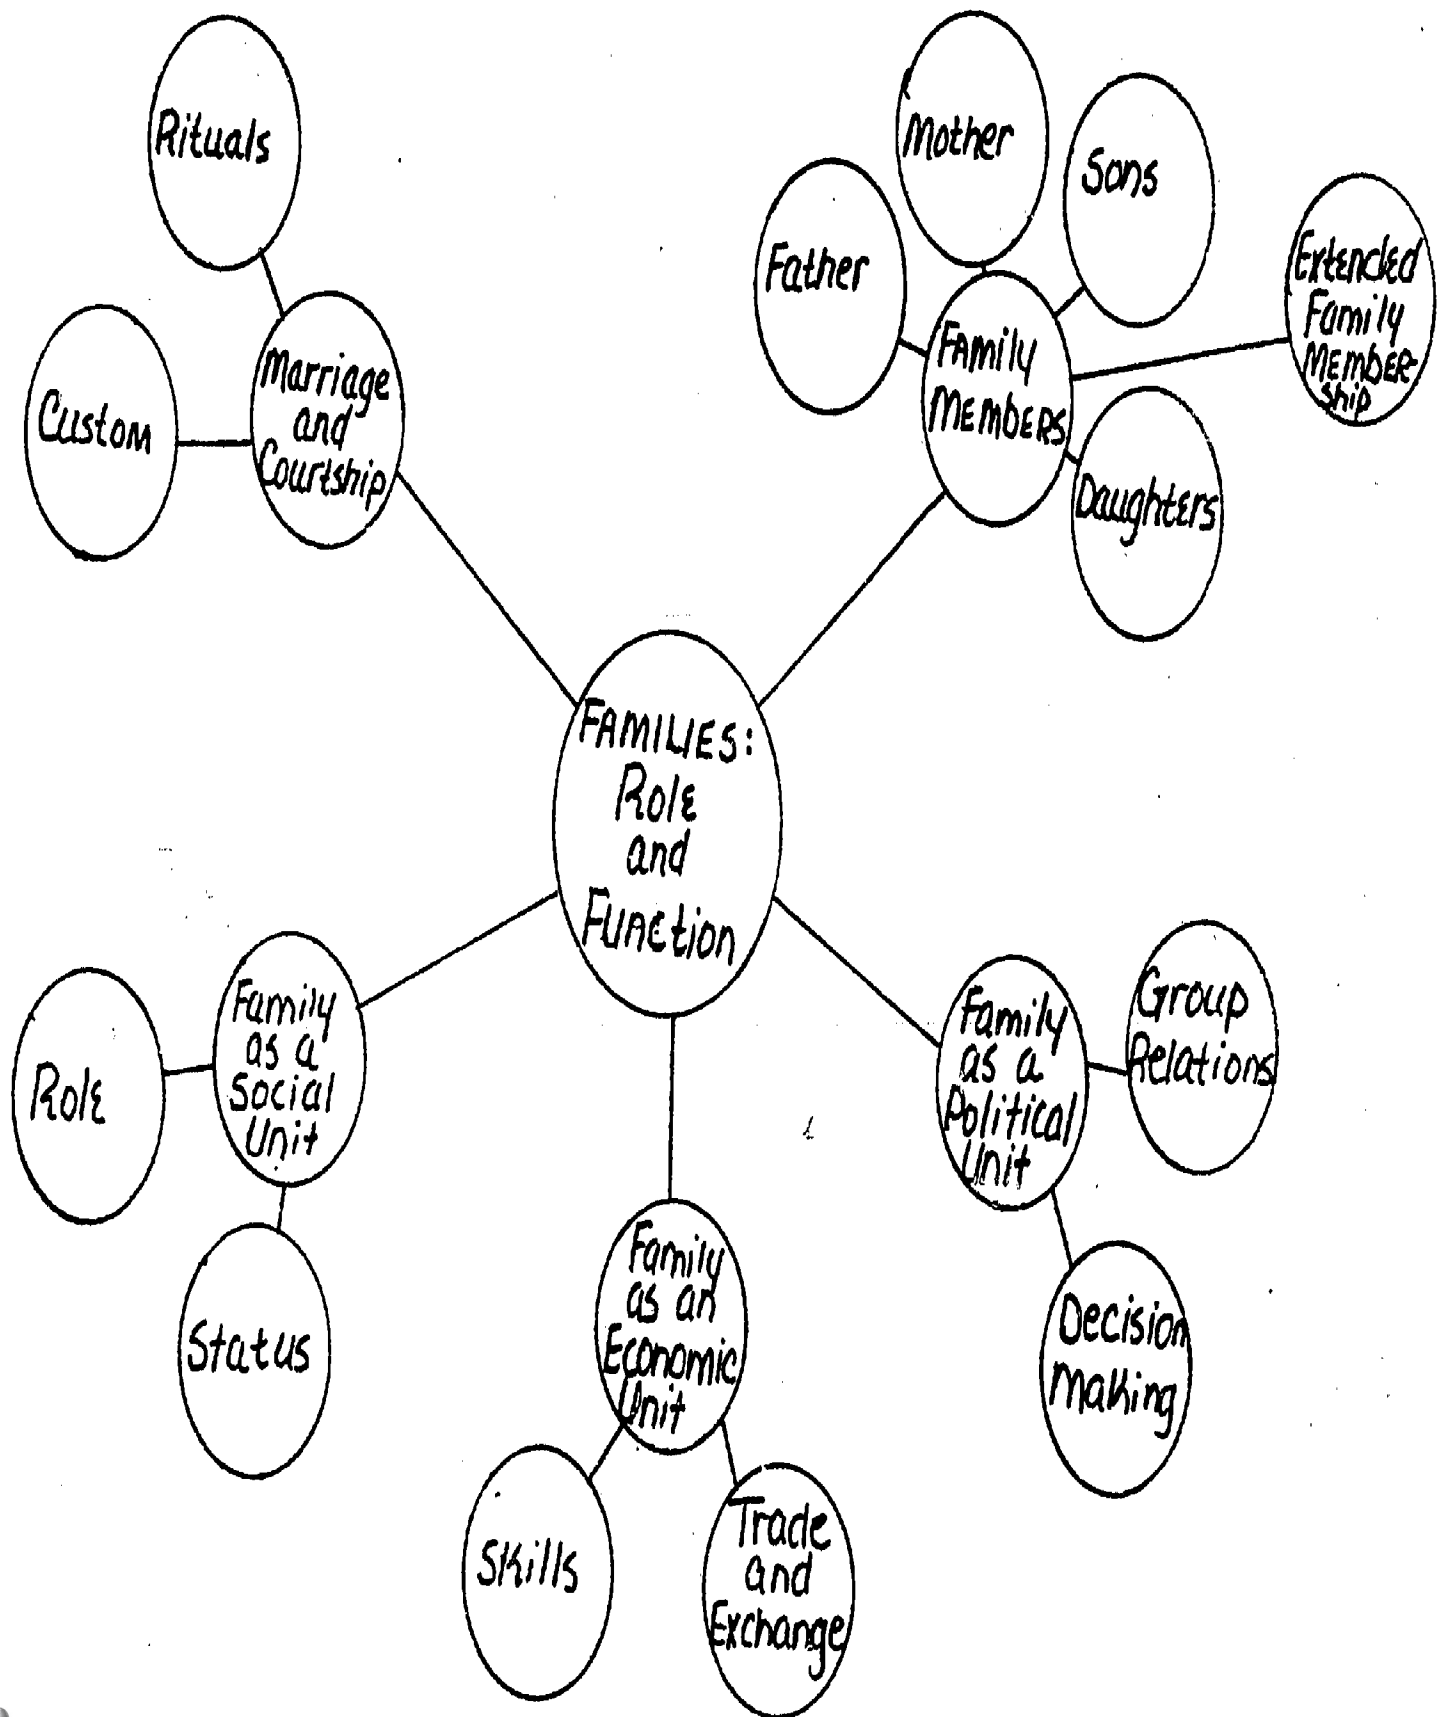 Rituals
Custom
Marriage
and
Courtship
Mother
Sons
Father
Family
Members
Extended
Family
Member-
ship
Daughters
FAMILIES:
Role
and
Function
Role
Family
as a
Social
Unit
Status
Family
as an
Economic
Unit
Skills
Trade
and
Exchange
Family
as a
Political
Unit
Group
Relations
Decision
Making